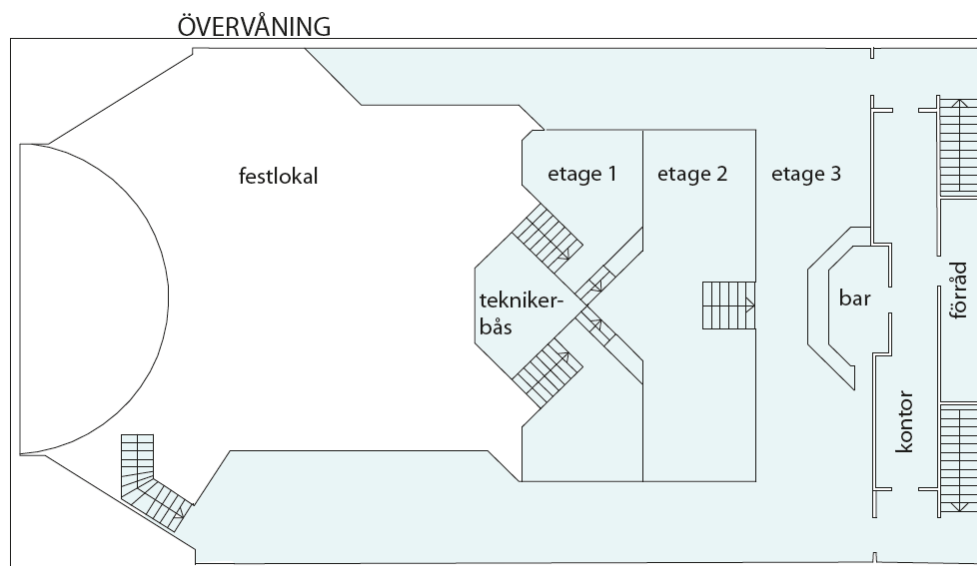 ÖVERVÅNING
festlokal
etage 1
etage 2
etage 3
tekniker-
bås
bar
kontor
förråd